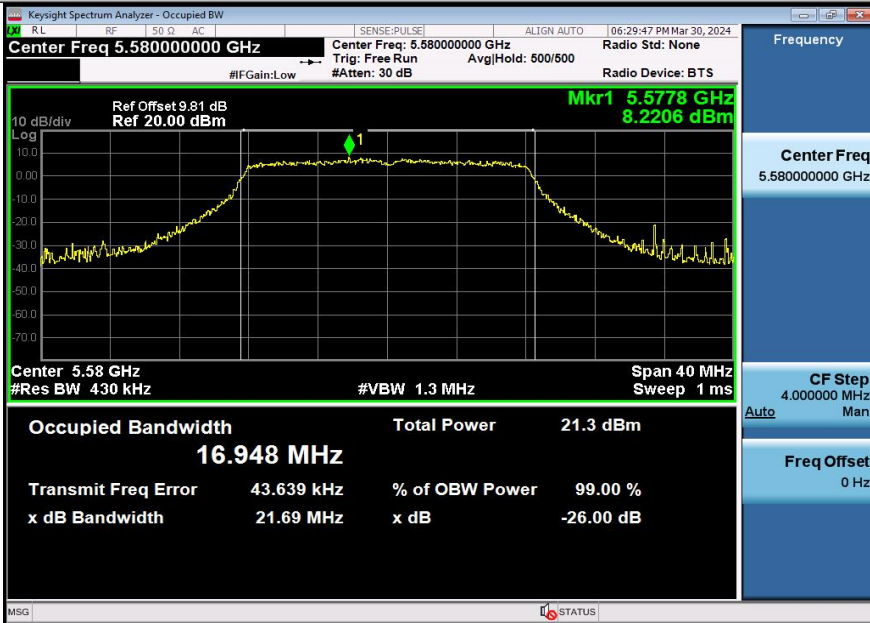 Keysight Spectrum Analyzer - Occupied BW
LXI RL RF 50 Ω AC SENSE:PULSE ALIGN AUTO 06:29:47 PM Mar 30, 2024
Center Freq 5.580000000 GHz
Center Freq: 5.580000000 GHz
Radio Std: None
Trig: Free Run Avg|Hold: 500/500
#IFGain:Low #Atten: 30 dB Radio Device: BTS
Frequency
Ref Offset 9.81 dB
10 dB/div Ref 20.00 dBm
Mkr1 5.5778 GHz
8.2206 dBm
Log
1
10.0
0.00
-10.0
-20.0
-30.0
-40.0
-50.0
-60.0
-70.0
Center 5.58 GHz Span 40 MHz
#Res BW 430 kHz #VBW 1.3 MHz Sweep 1 ms
Occupied Bandwidth Total Power 21.3 dBm
16.948 MHz
Transmit Freq Error 43.639 kHz % of OBW Power 99.00 %
x dB Bandwidth 21.69 MHz x dB -26.00 dB
Center Freq
5.580000000 GHz
CF Step
4.000000 MHz
Auto Man
Freq Offset
0 Hz
MSG STATUS